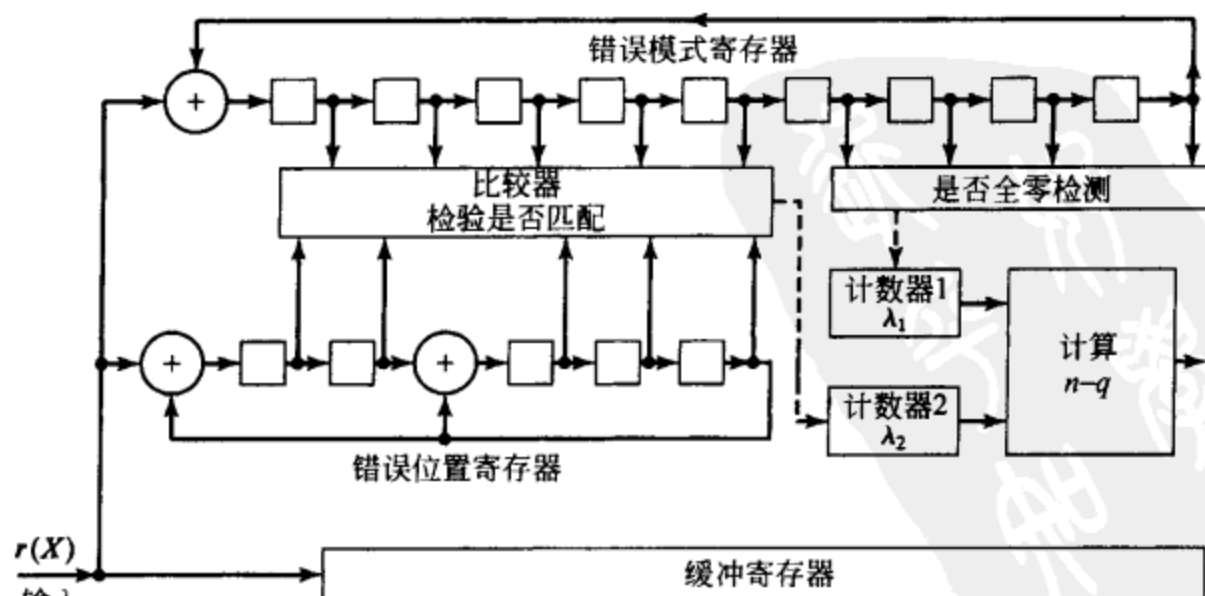 错误模式寄存器
+
比较器
检验是否匹配
是否全零检测
计数器1
λ₁
计算
n-q
+
+
计数器2
λ₂
错误位置寄存器
r(X)
缓冲寄存器